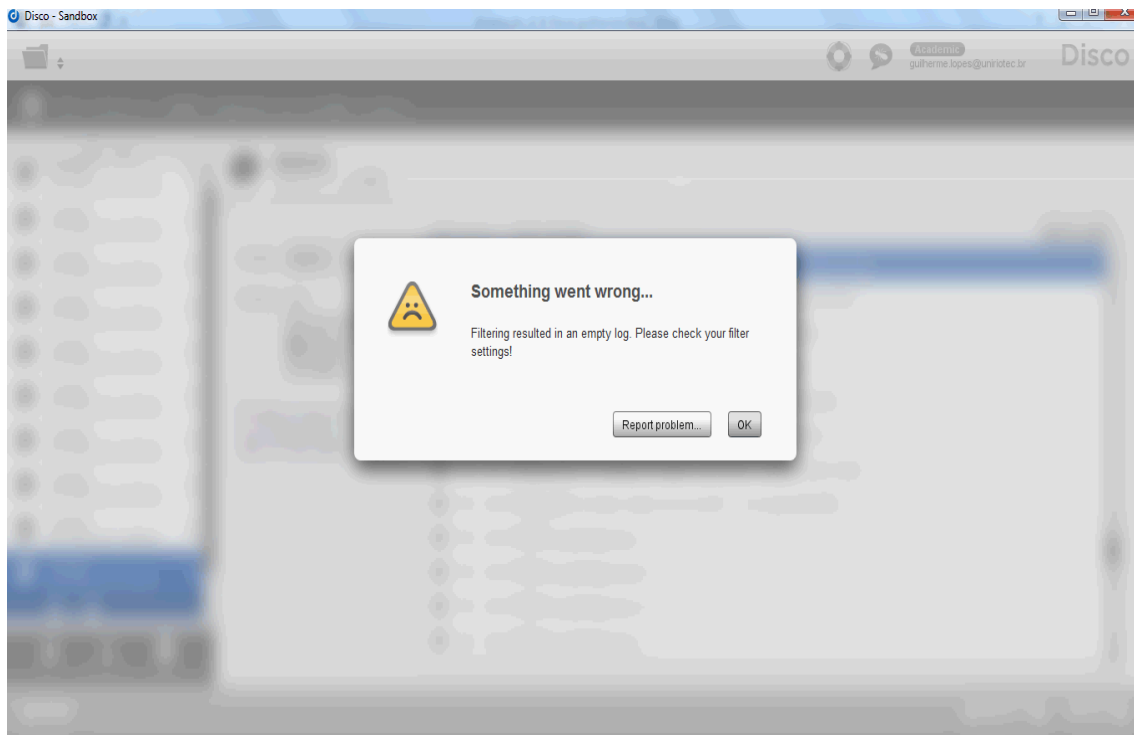 Disco - Sandbox
Academic
guilherme.lopes@uniriotec.br
Disco
Something went wrong...
Filtering resulted in an empty log. Please check your filter
settings!
Report problem...
OK